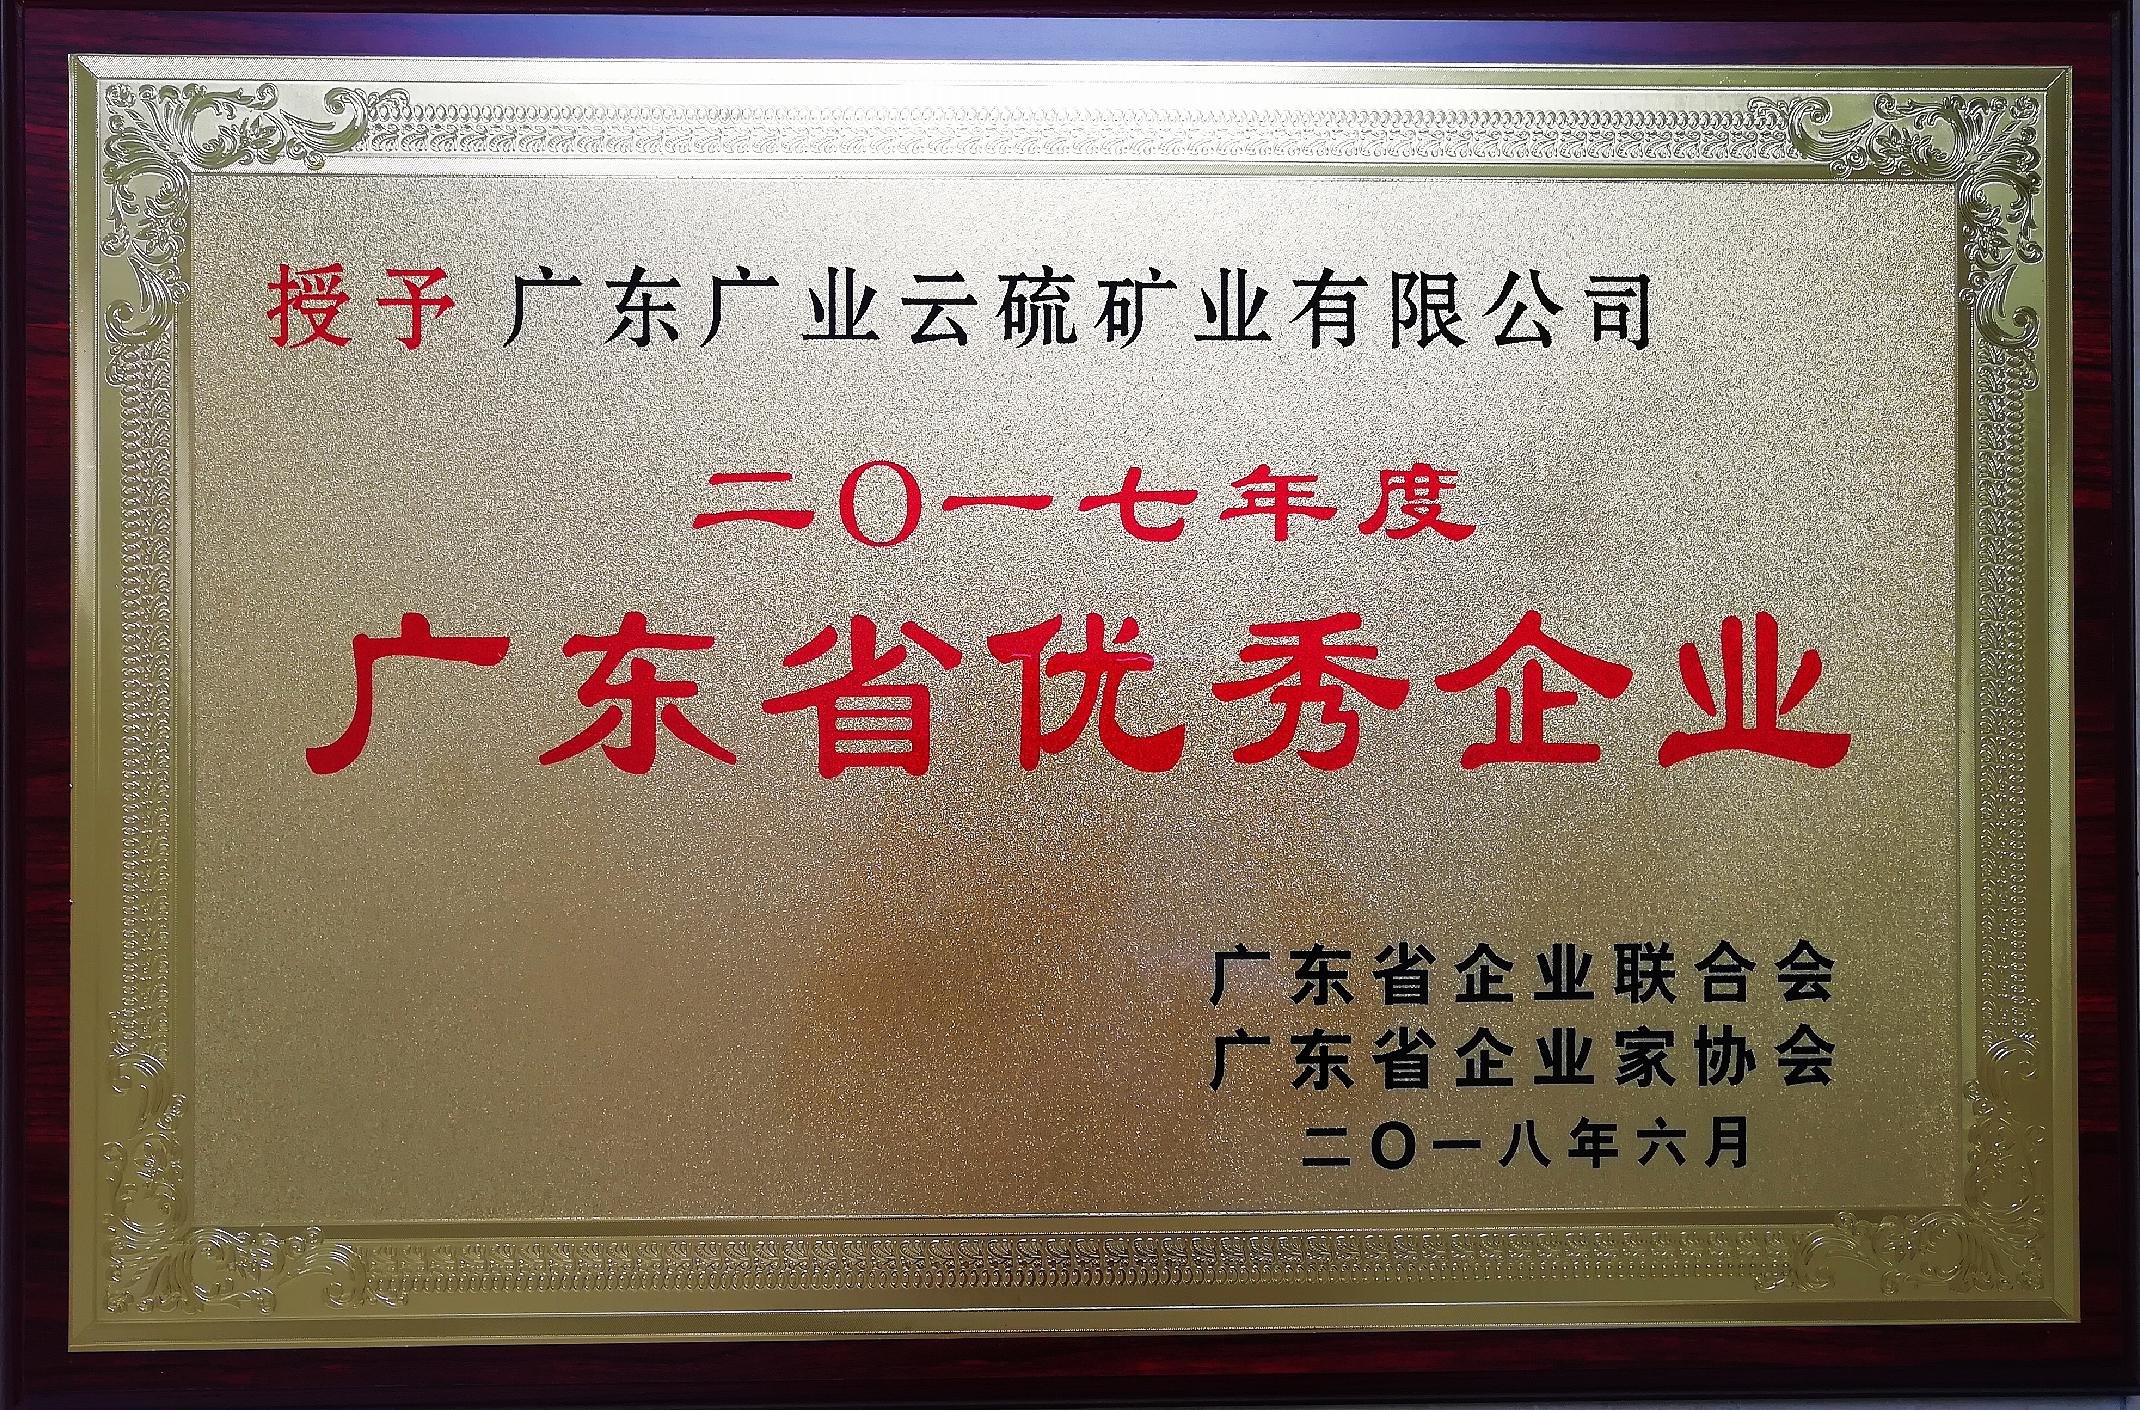 授予 广东广业云硫矿业有限公司
二〇一七年度
广东省优秀企业
广东省企业联合会
广东省企业家协会
二〇一八年六月